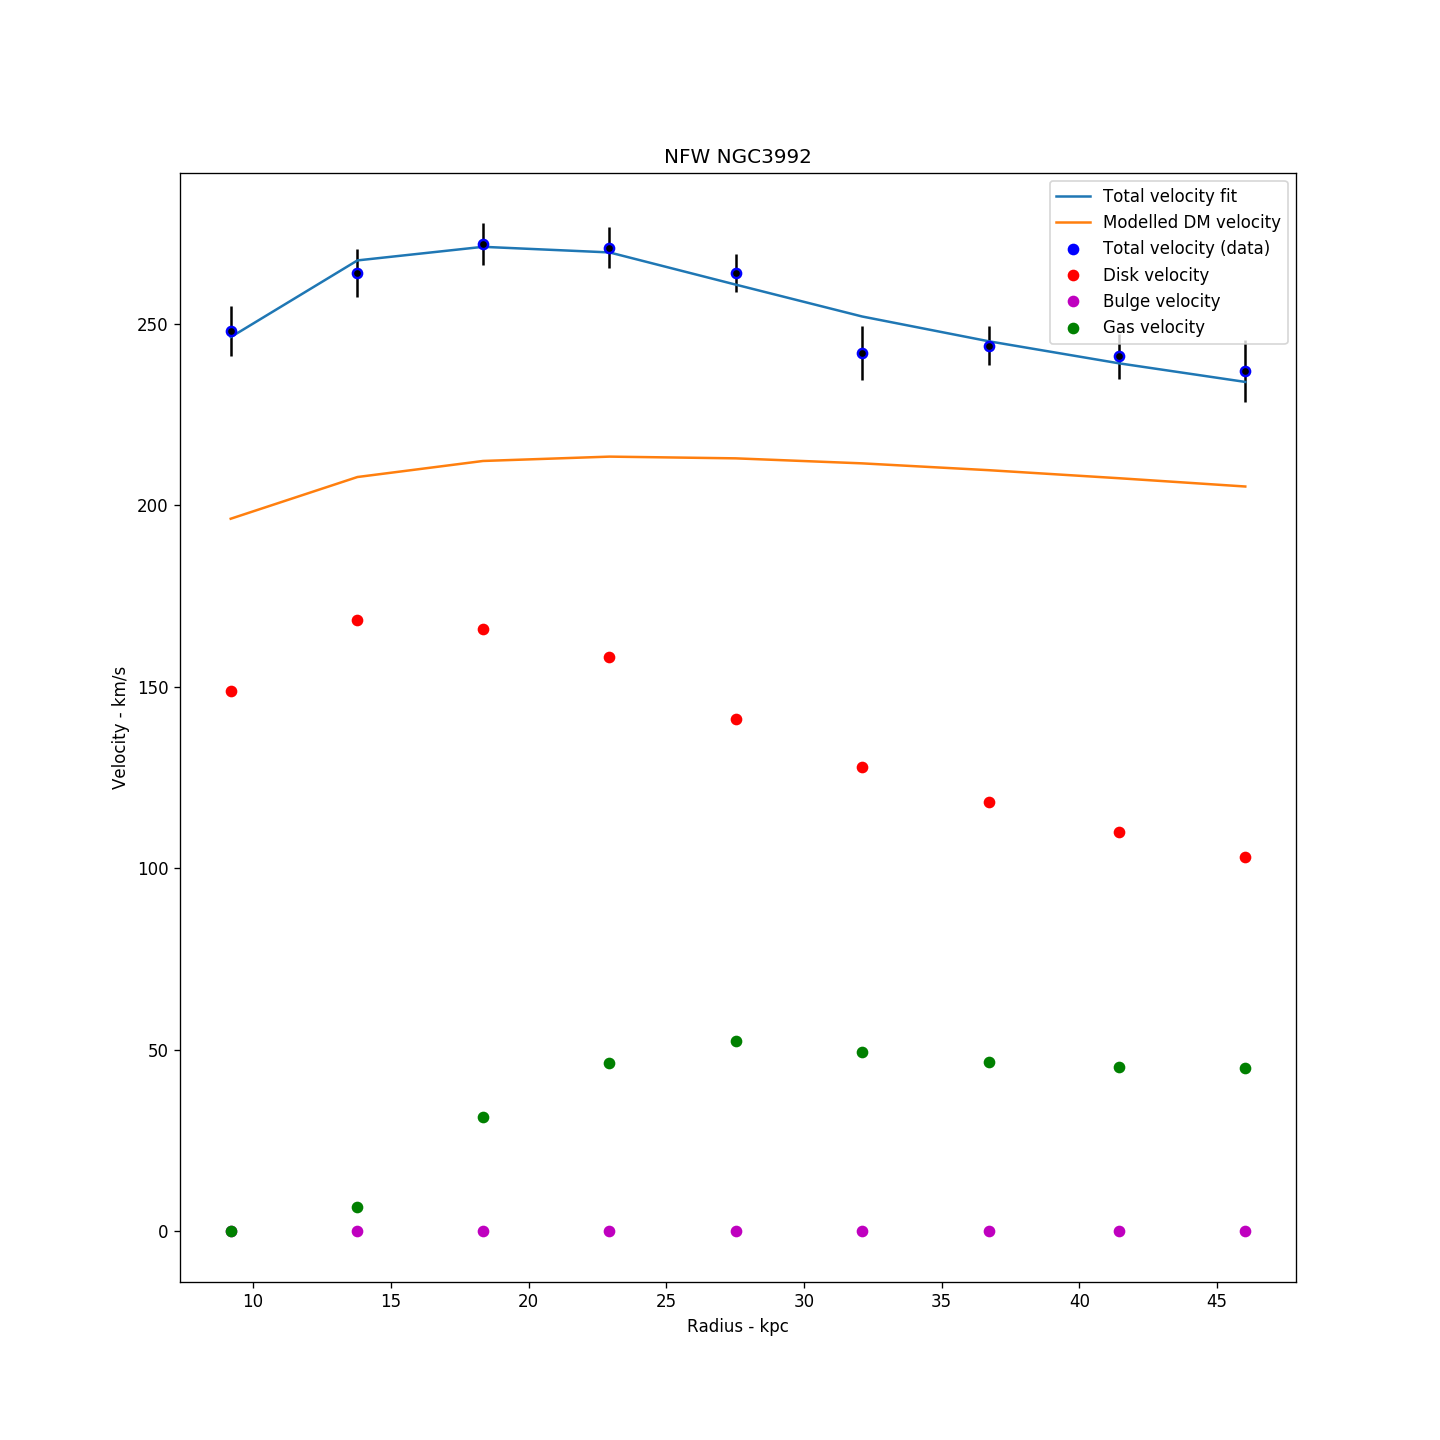 NFW NGC3992
Total velocity fit
Modelled DM velocity
Total velocity (data)
Disk velocity
Bulge velocity
Gas velocity
250
200
150
100
50
0
Velocity - km/s
10 15 20 25 30 35 40 45
Radius - kpc